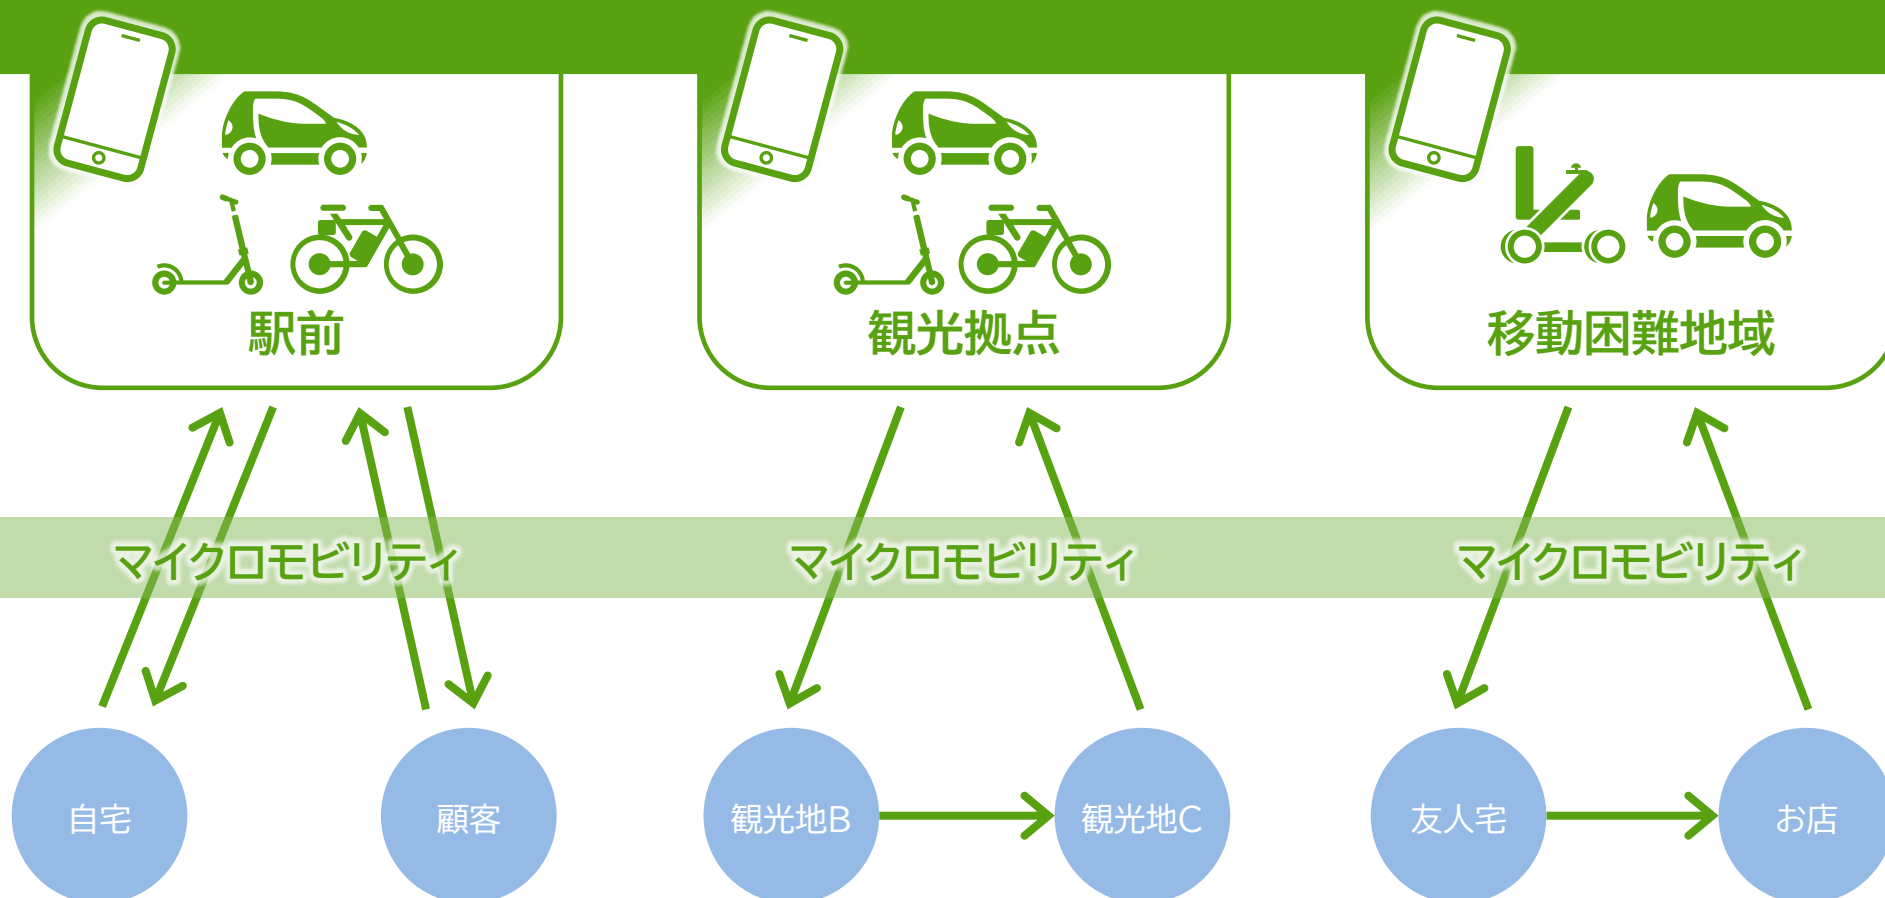 駅前
観光拠点
移動困難地域
マイクロモビリティ
マイクロモビリティ
マイクロモビリティ
自宅
顧客
観光地B
観光地C
友人宅
お店